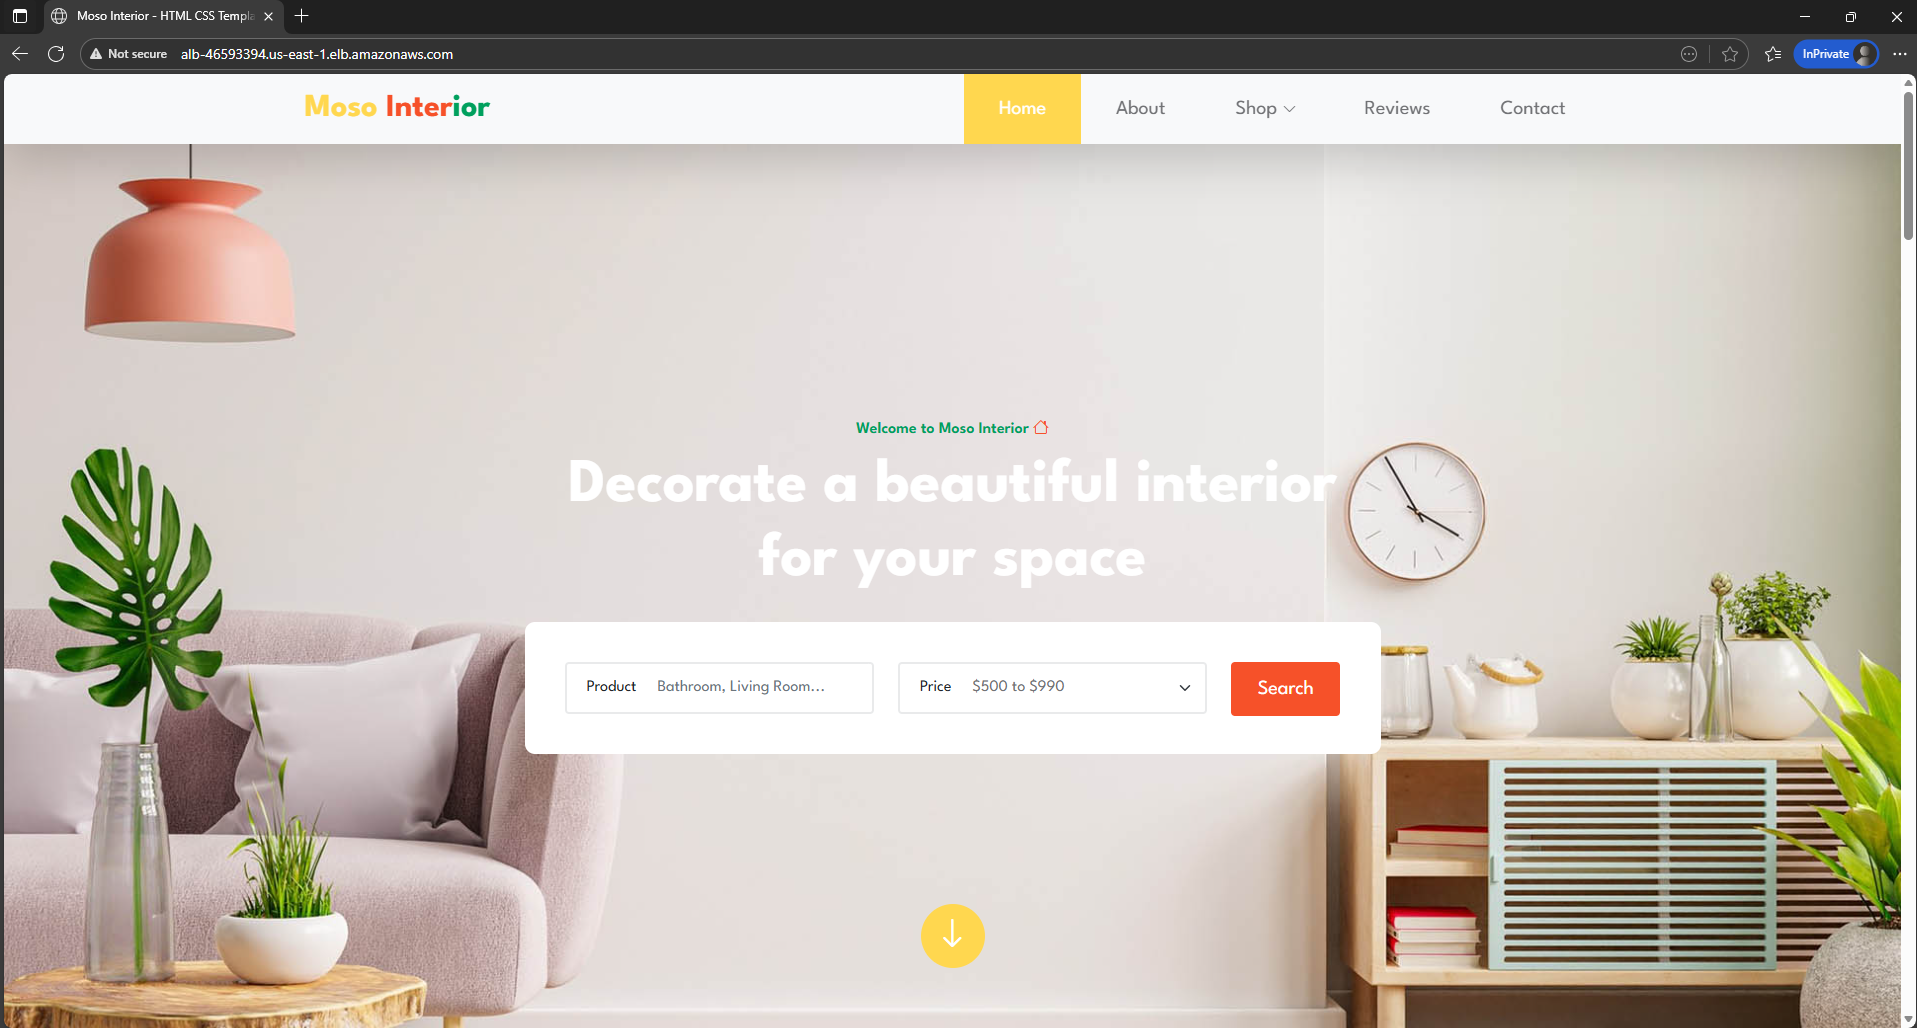 Moso Interior - HTML CSS Templa
Not secure alb-46593394.us-east-1.elb.amazonaws.com
InPrivate
Moso Interior
Home About Shop Reviews Contact
Welcome to Moso Interior
Decorate a beautiful interior
for your space
Product Bathroom, Living Room... Price $500 to $990 Search